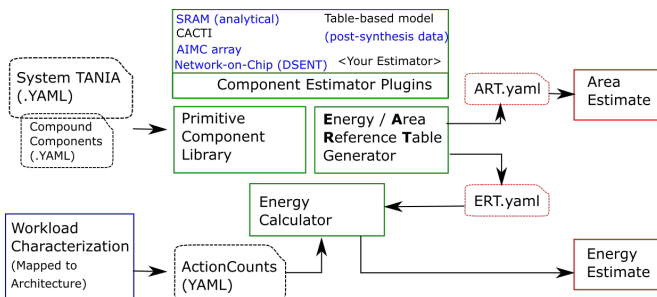 SRAM (analytical)
Table-based model
CACTI
(post-synthesis data)
AIMC array
Network-on-Chip (DSENT)
<Your Estimator>
Component Estimator Plugins
System TANIA
(.YAML)
Compound
Components
(.YAML)
Primitive
Component
Library
Energy / Area
Reference Table
Generator
ART.yaml
Area
Estimate
ERT.yaml
Energy
Calculator
Workload
Characterization
(Mapped to
Architecture)
ActionCounts
(YAML)
Energy
Estimate